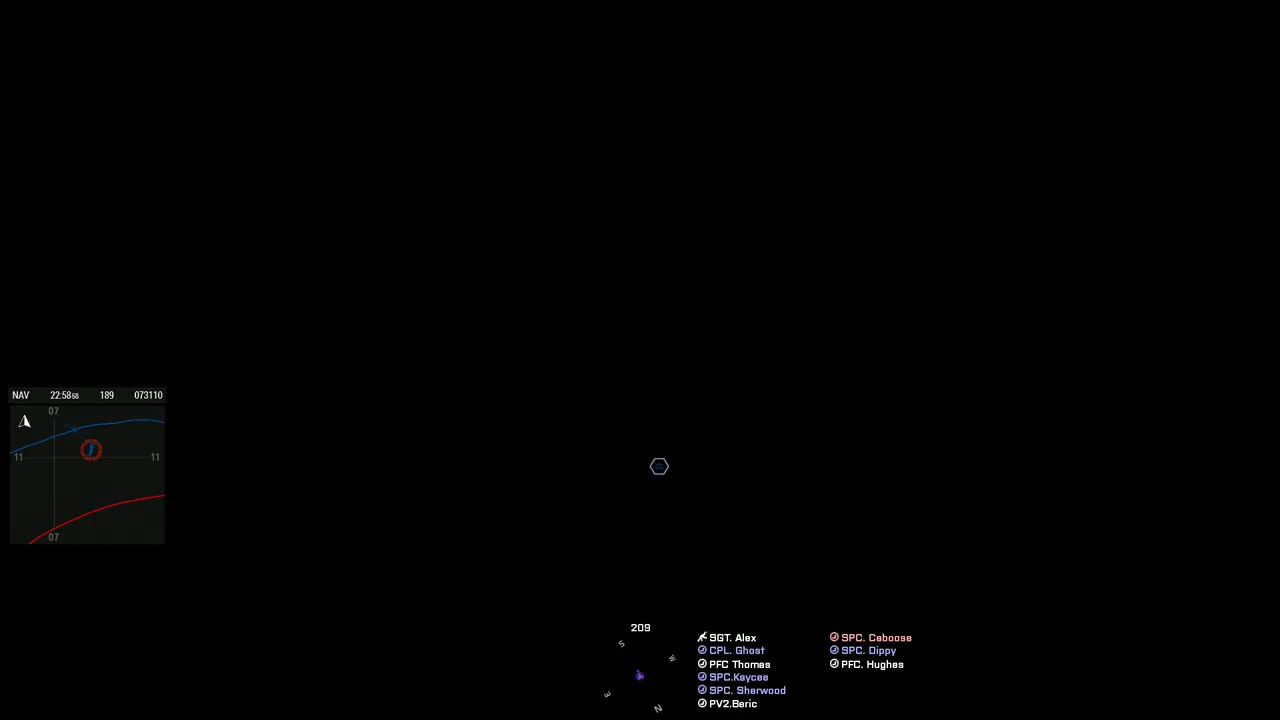 NAV 22:58 58 189 073110
07
11 11
07
209
S
W
E
N
SGT. Alex
CPL. Ghost
PFC Thomas
SPC.Kaycee
SPC. Sherwood
PV2.Beric
SPC. Caboose
SPC. Dippy
PFC. Hughes